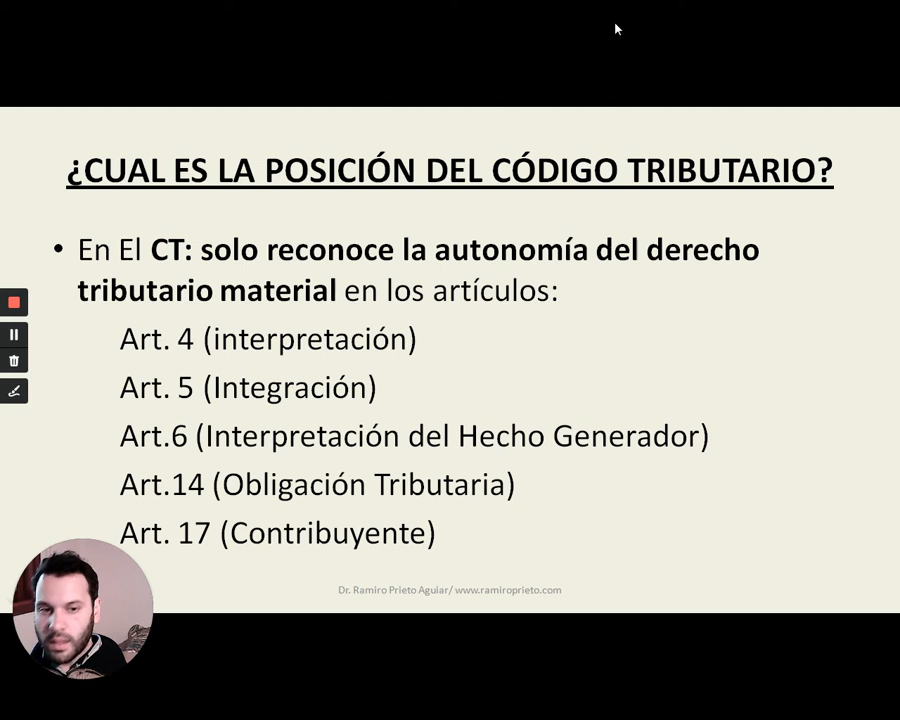 ¿CUAL ES LA POSICIÓN DEL CÓDIGO TRIBUTARIO?
• En El CT: solo reconoce la autonomía del derecho
tributario material en los artículos:
Art. 4 (interpretación)
Art. 5 (Integración)
Art.6 (Interpretación del Hecho Generador)
Art.14 (Obligación Tributaria)
Art. 17 (Contribuyente)
Dr. Ramiro Prieto Aguiar/ www.ramiroprieto.com